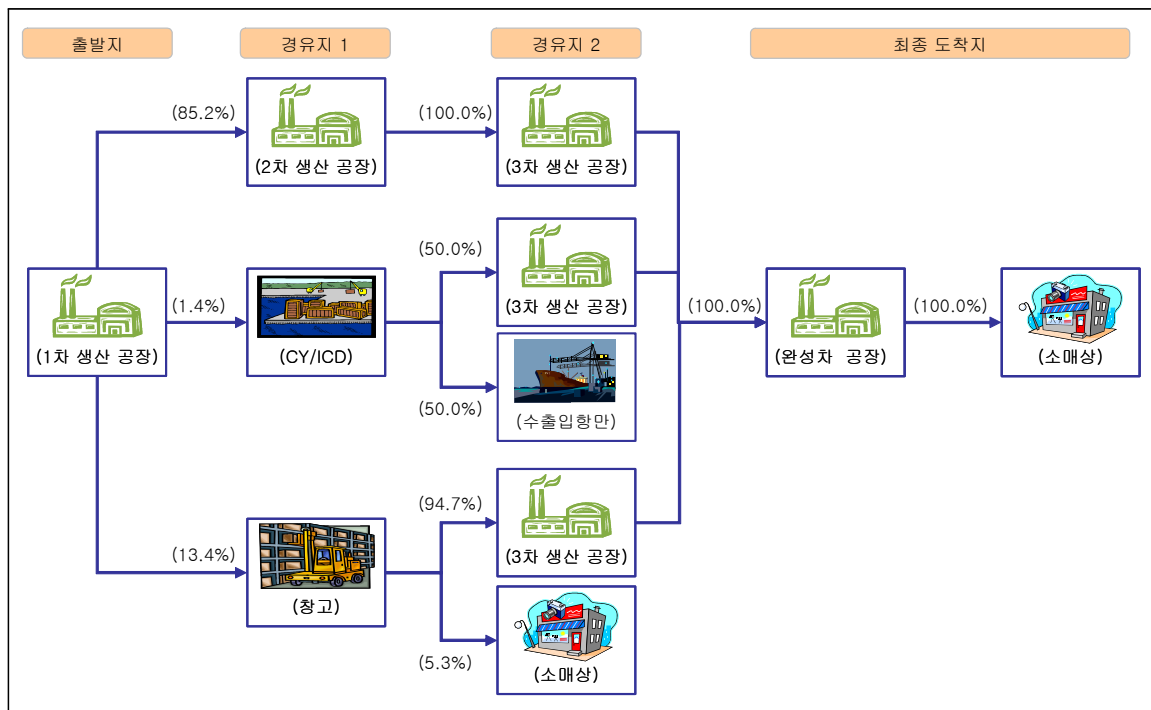 출발지
경유지 1
경유지 2
최종 도착지
(85.2%)
(100.0%)
(2차 생산 공장)
(3차 생산 공장)
(50.0%)
(3차 생산 공장)
(1.4%)
(100.0%)
(100.0%)
(1차 생산 공장)
(CY/ICD)
(완성차 공장)
(소매상)
(50.0%)
(수출입항만)
(94.7%)
(13.4%)
(3차 생산 공장)
(창고)
(5.3%)
(소매상)